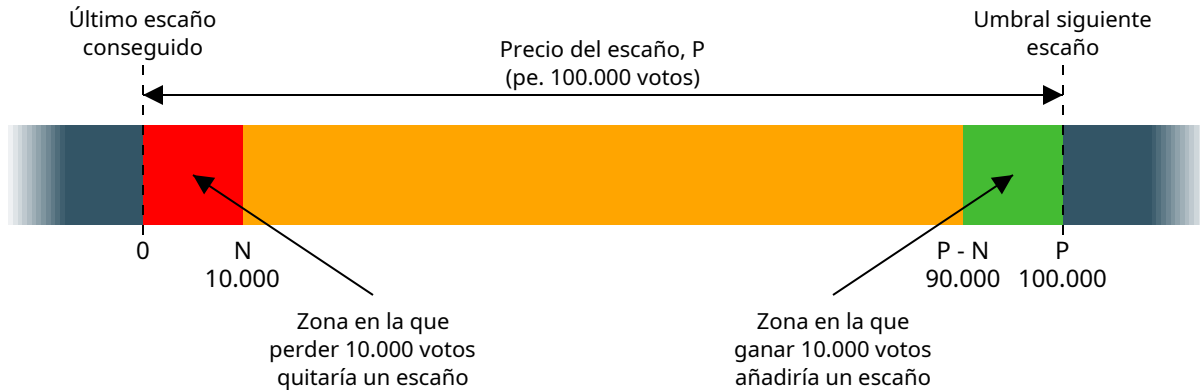 Último escaño
conseguido
Precio del escaño, P
(pe. 100.000 votos)
Umbral siguiente
escaño
0
N
10.000
P - N
90.000
P
100.000
Zona en la que
perder 10.000 votos
quitaría un escaño
Zona en la que
ganar 10.000 votos
añadiría un escaño